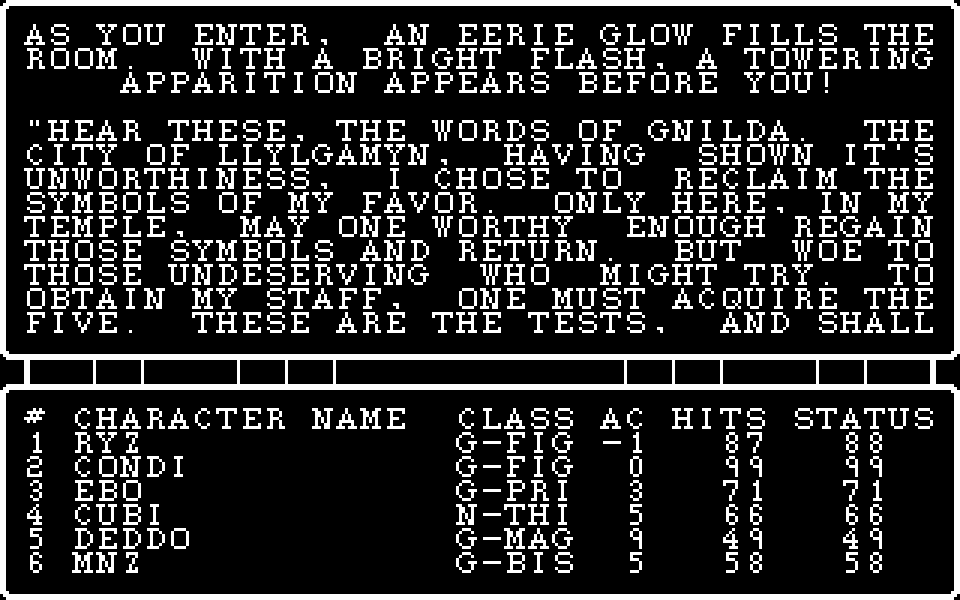 AS YOU ENTER, AN EERIE GLOW FILLS THE
ROOM. WITH A BRIGHT FLASH, A TOWERING
APPARITION APPEARS BEFORE YOU!
"HEAR THESE, THE WORDS OF GNILDA. THE
CITY OF LLYLGAMYN, HAVING SHOWN IT'S
UNWORTHINESS, I CHOSE TO RECLAIM THE
SYMBOLS OF MY FAVOR. ONLY HERE, IN MY
TEMPLE, MAY ONE WORTHY ENOUGH REGAIN
THOSE SYMBOLS AND RETURN. BUT WOE TO
THOSE UNDESERVING WHO MIGHT TRY. TO
OBTAIN MY STAFF, ONE MUST ACQUIRE THE
FIVE. THESE ARE THE TESTS, AND SHALL
# CHARACTER NAME CLASS AC HITS STATUS
1 RYZ G-FIG -1 87 88
2 CONDI G-FIG 0 99 99
3 EBO G-PRI 3 71 71
4 CUBI N-THI 5 66 66
5 DEDDO G-MAG 9 49 49
6 MNZ G-BIS 5 58 58